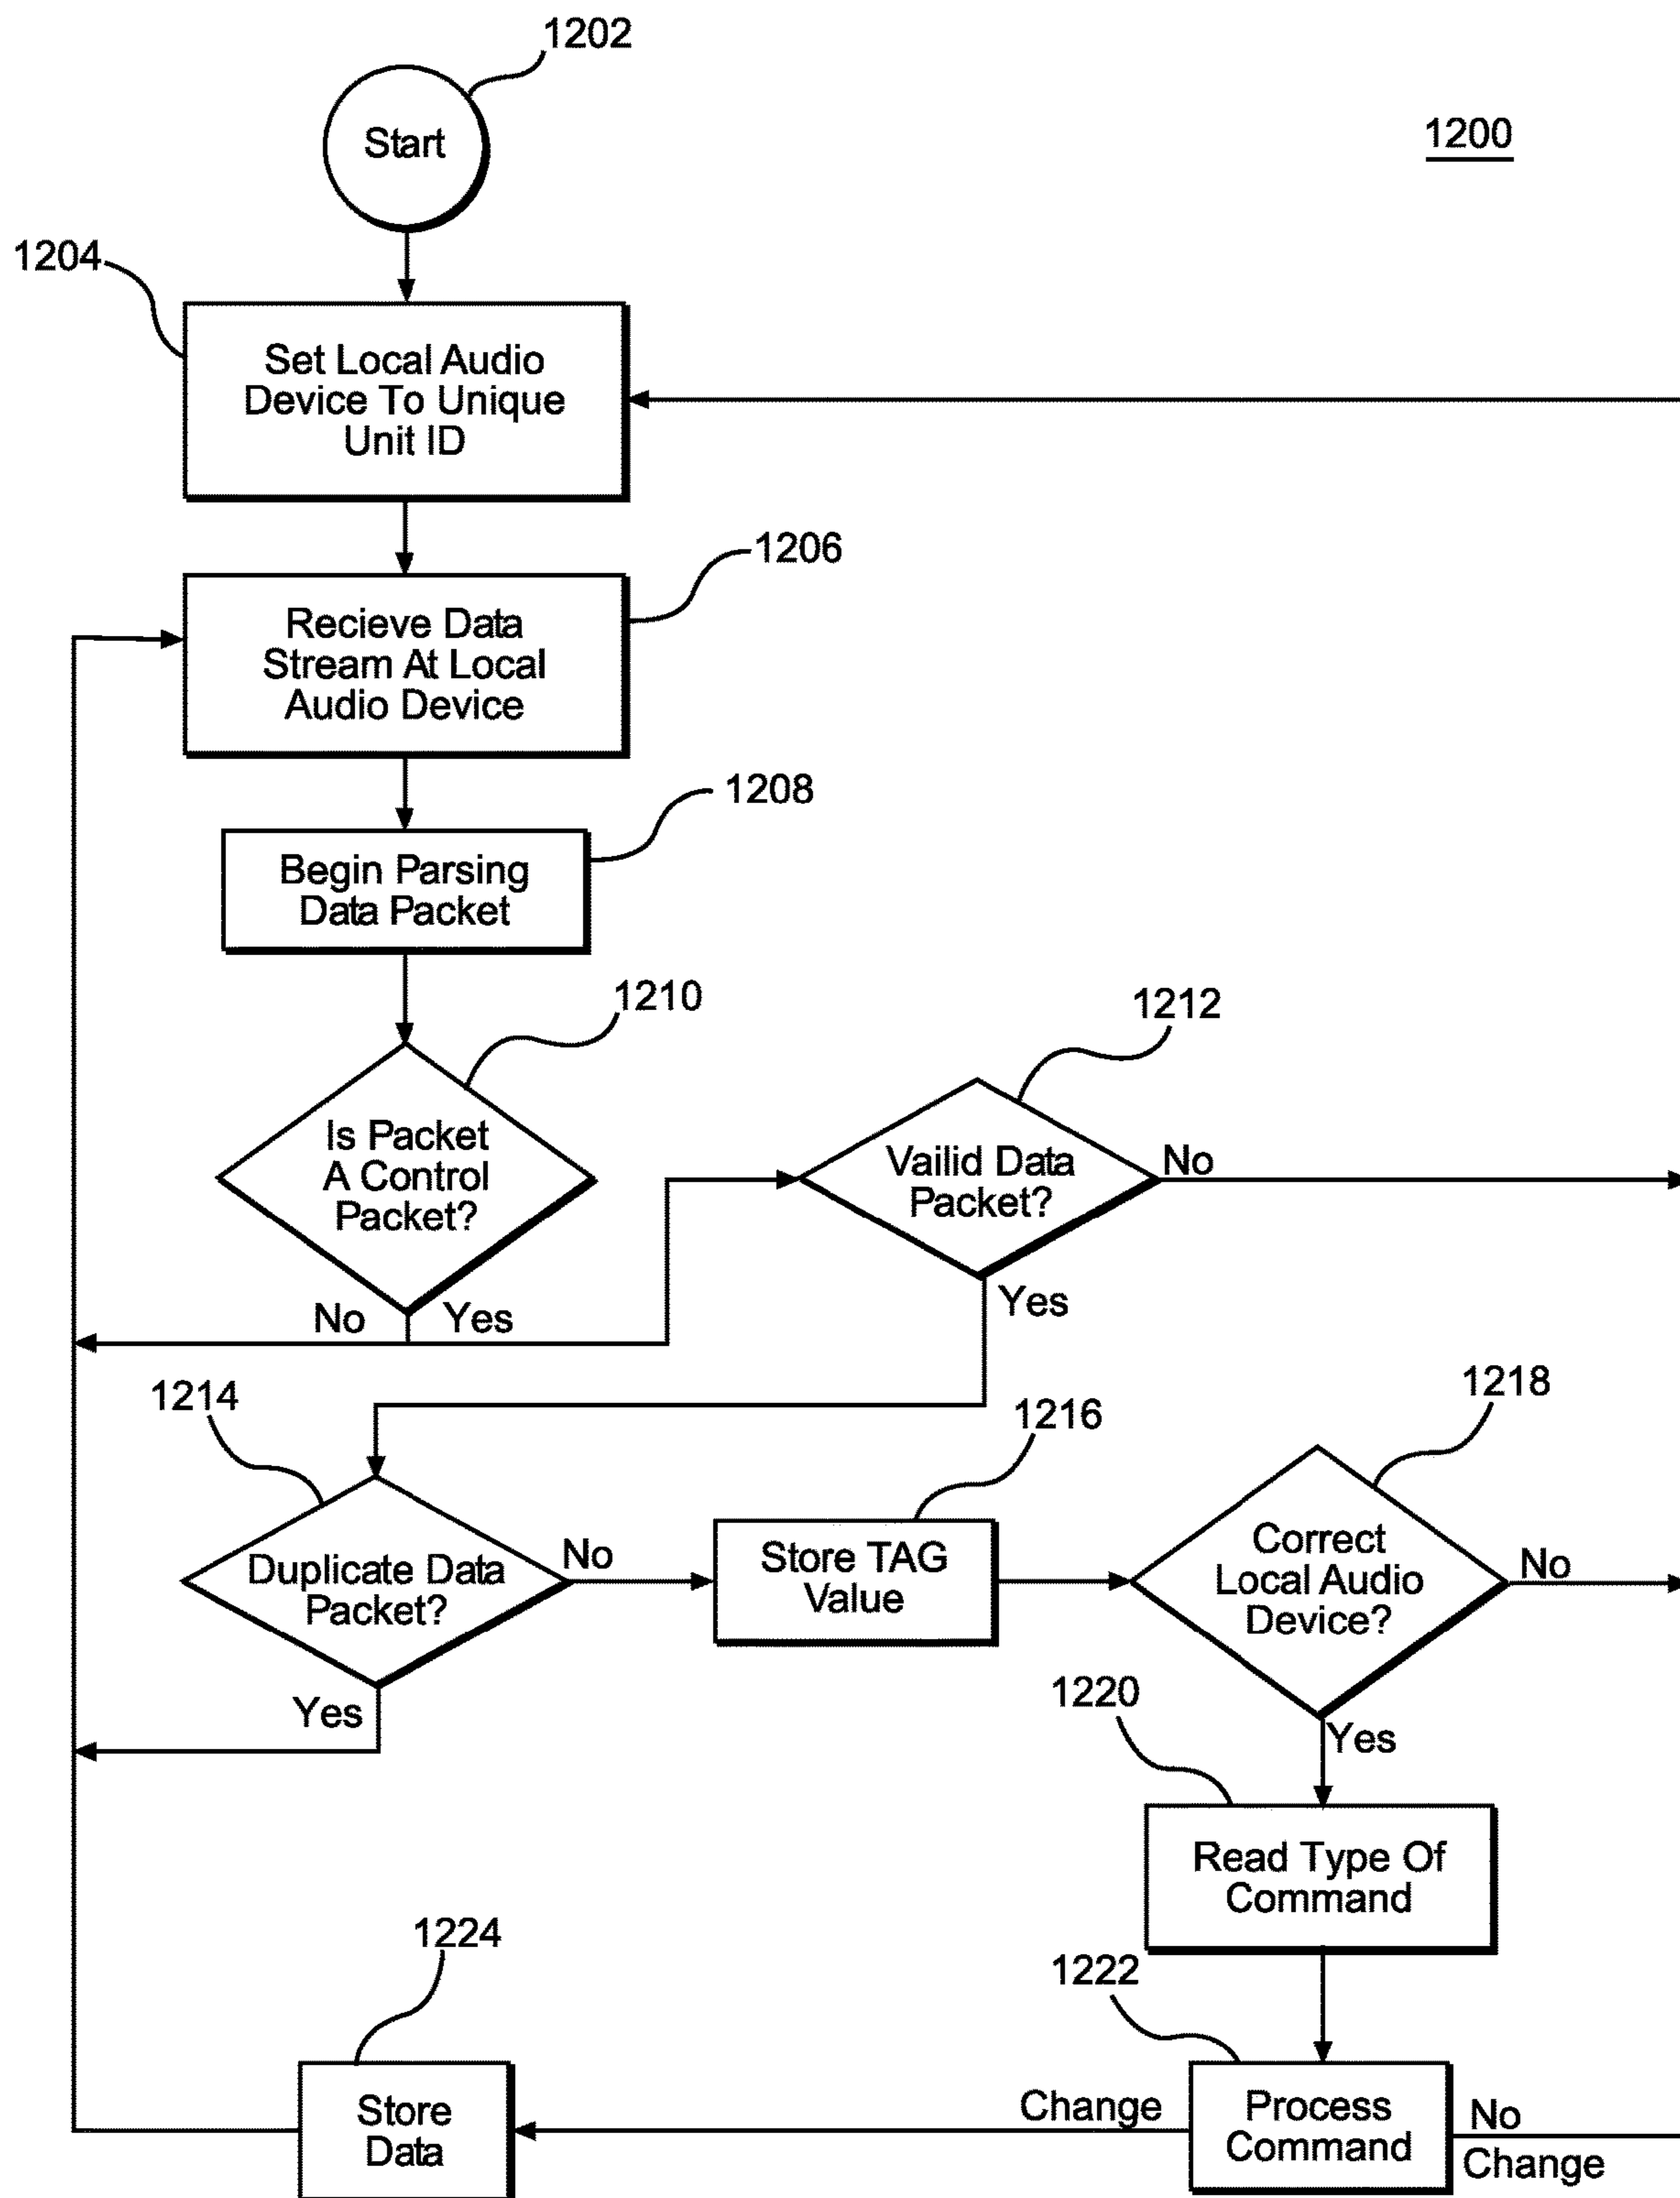 1202
Start
1200
1204
Set Local Audio
Device To Unique
Unit ID
1206
Recieve Data
Stream At Local
Audio Device
1208
Begin Parsing
Data Packet
1210
Is Packet
A Control
Packet?
No
Yes
1212
Vailid Data
Packet?
No
Yes
1214
Duplicate Data
Packet?
No
Yes
1216
Store TAG
Value
1218
Correct
Local Audio
Device?
No
Yes
1220
Read Type Of
Command
1222
Process
Command
Change
No
Change
1224
Store
Data